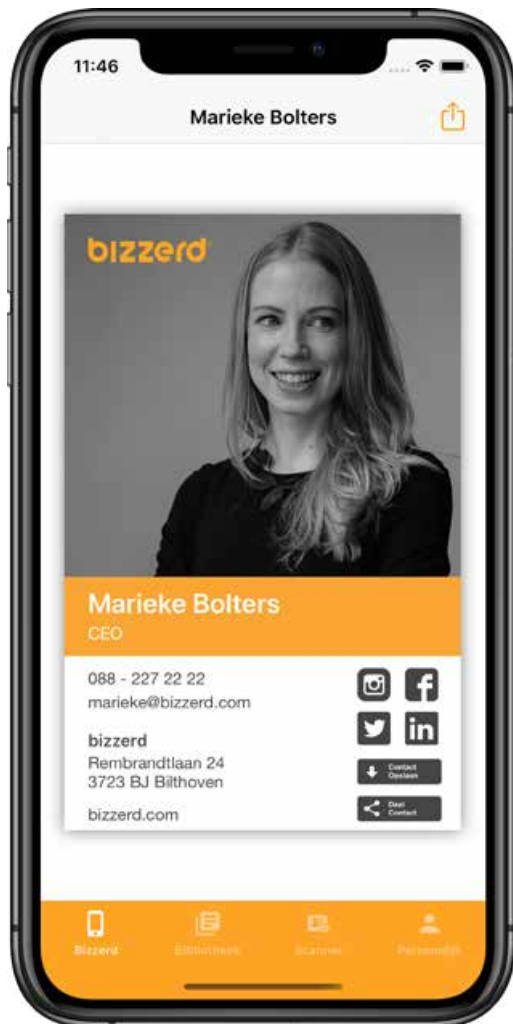 11:46
Marieke Bolters
bizzerd
Marieke Bolters
CEO
088 - 227 22 22
marieke@bizzerd.com
bizzerd
Rembrandtlaan 24
3723 BJ Bilthoven
bizzerd.com
in
Contact
Opslaan
Deel
Contact
Bizzerd
Bibliotheek
Scanner
Persoonlijk